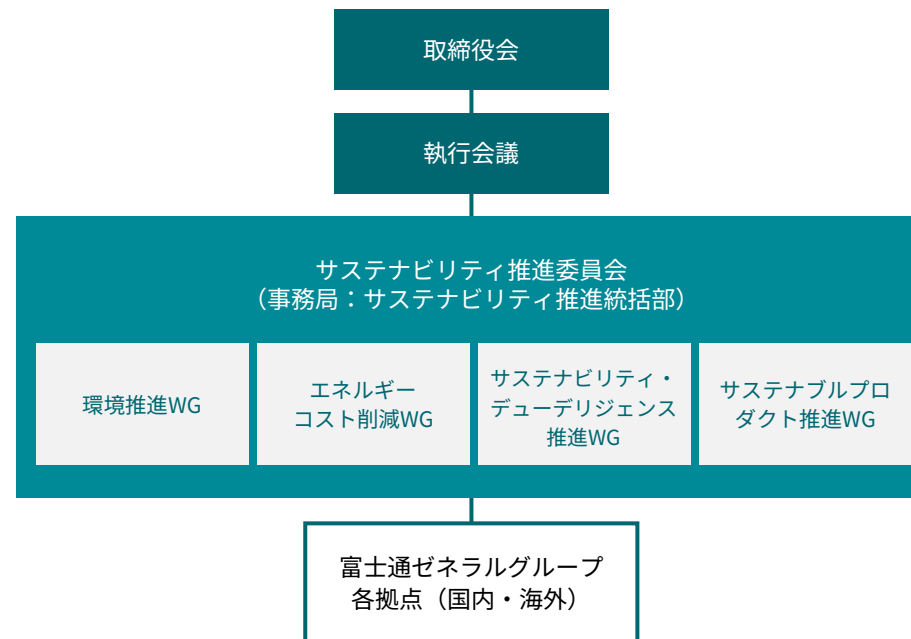 取締役会
執行会議
サステナビリティ推進委員会
（事務局：サステナビリティ推進統括部）
環境推進WG
エネルギー
コスト削減WG
サステナビリティ・
デューデリジェンス
推進WG
サステナブルプロ
ダクト推進WG
富士通ゼネラルグループ
各拠点（国内・海外）